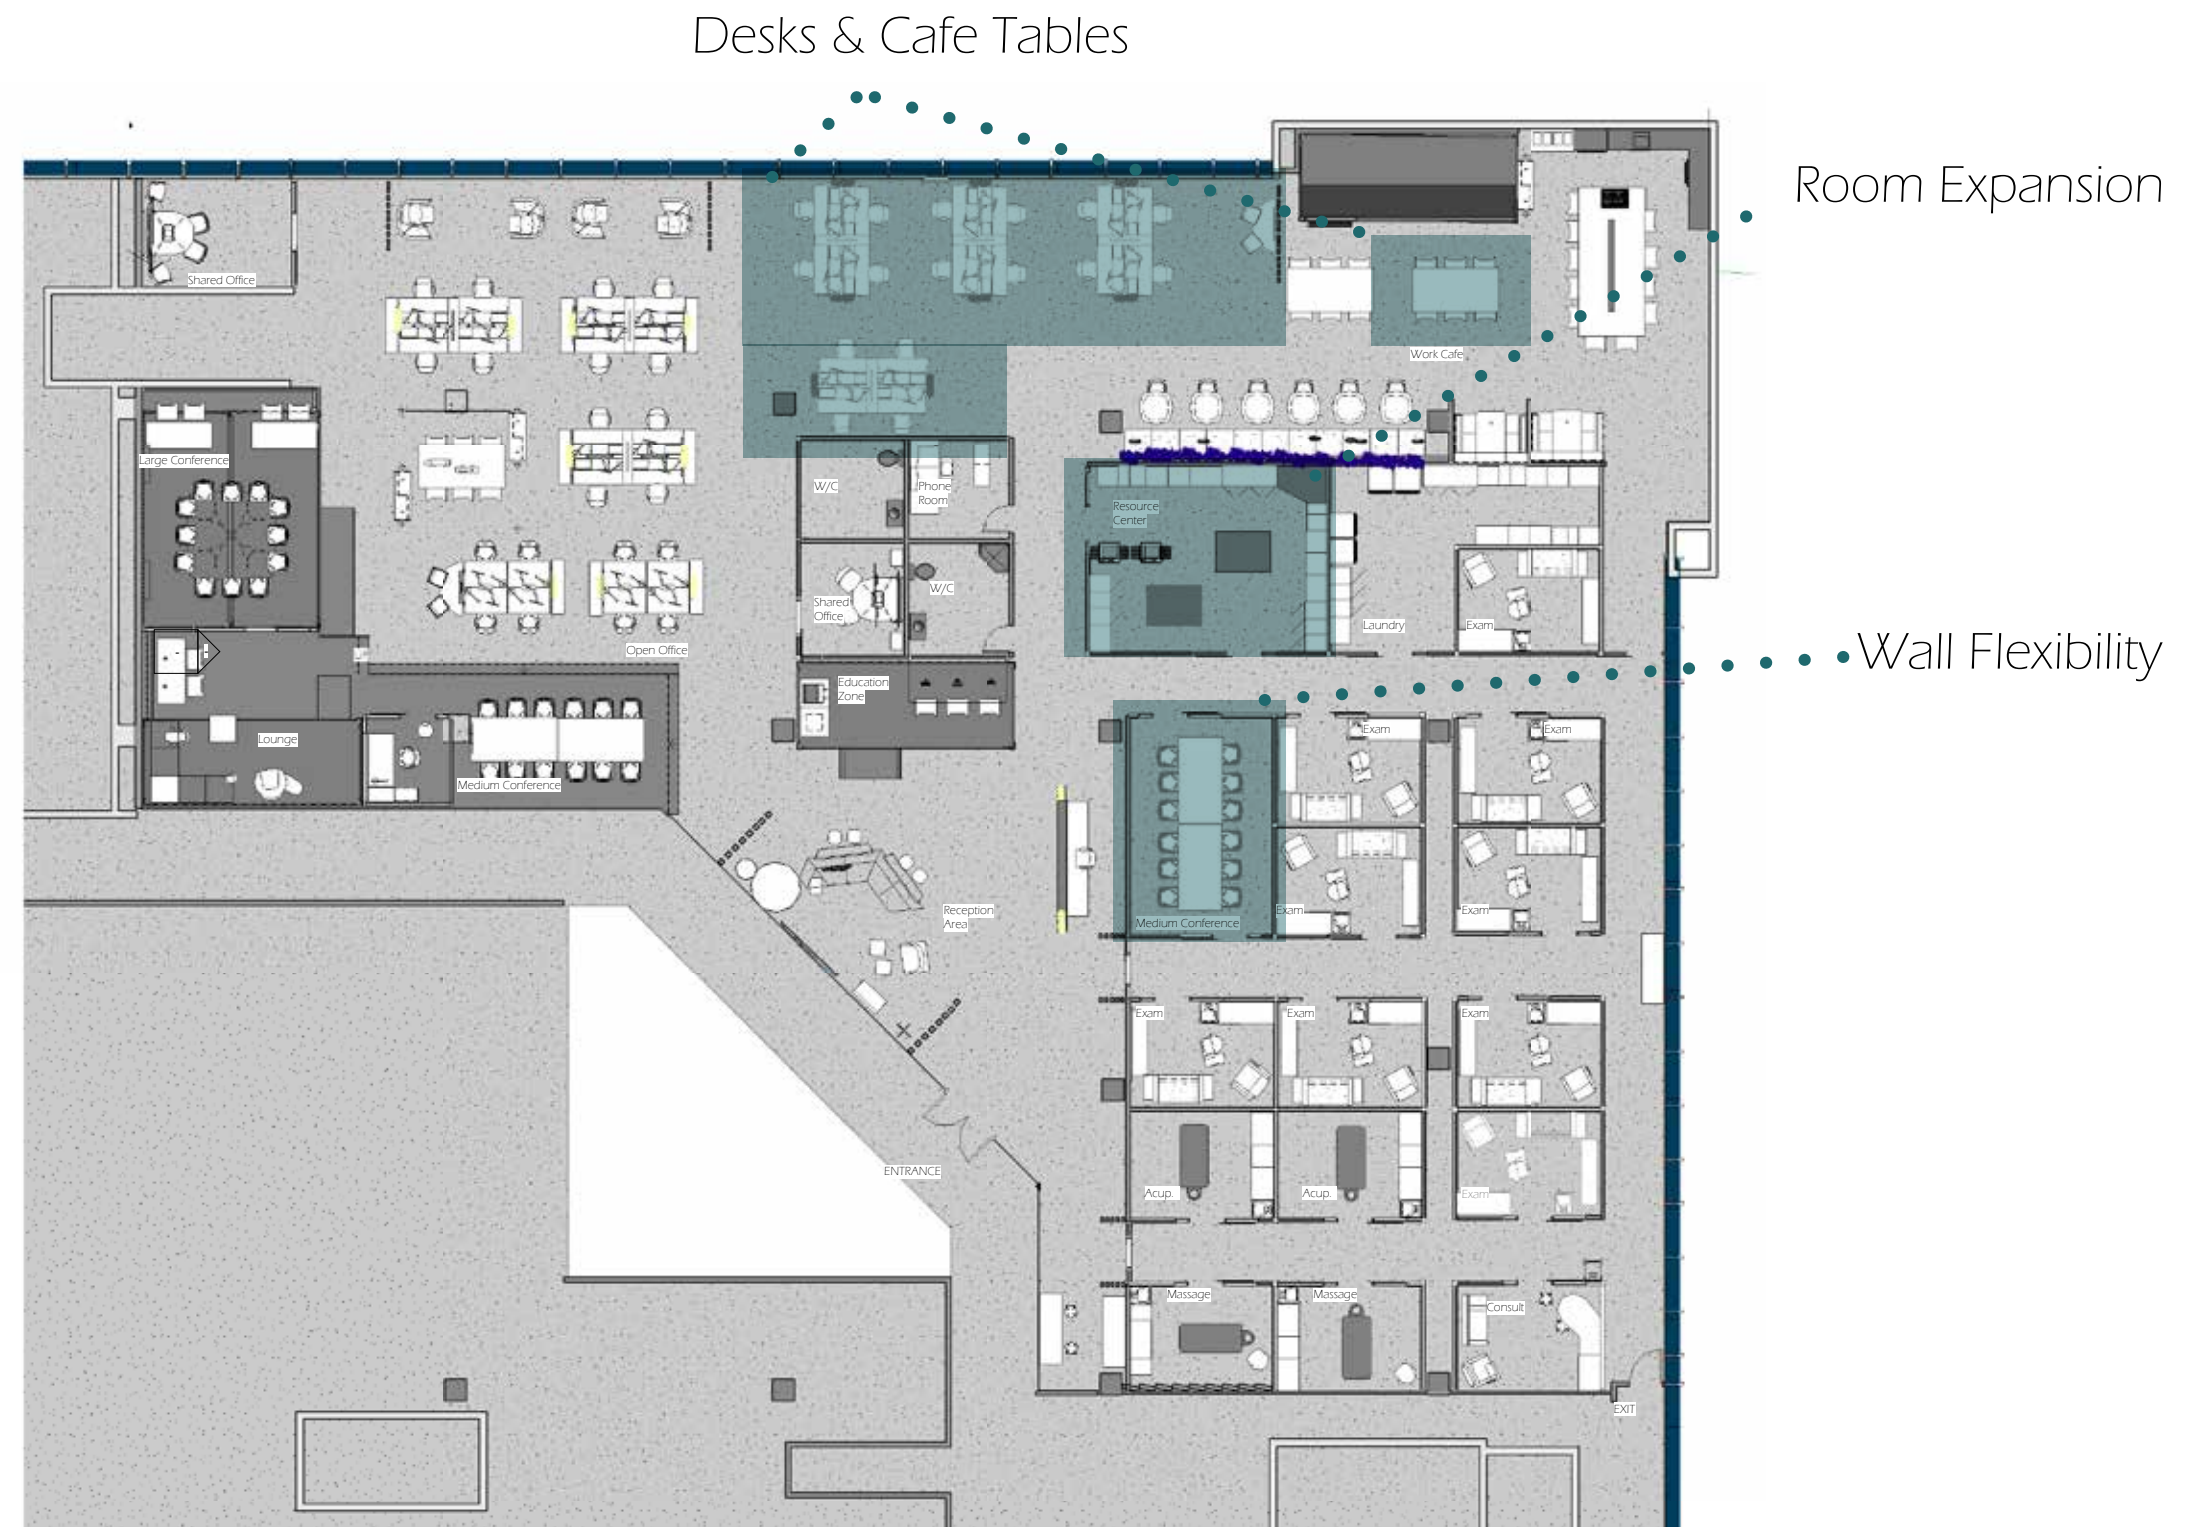 Desks & Cafe Tables
Room Expansion
Shared Office
Work Cafe
Large Conference
W/C
Phone
Room
Resource
Center
Shared
Office
W/C
Laundry
Exam
Open Office
Education
Zone
Wall Flexibility
Lounge
Medium Conference
Exam
Exam
Reception
Area
Medium Conference
Exam
Exam
Exam
Exam
Exam
ENTRANCE
Acup.
Acup.
Exam
Massage
Massage
Consult
EXIT